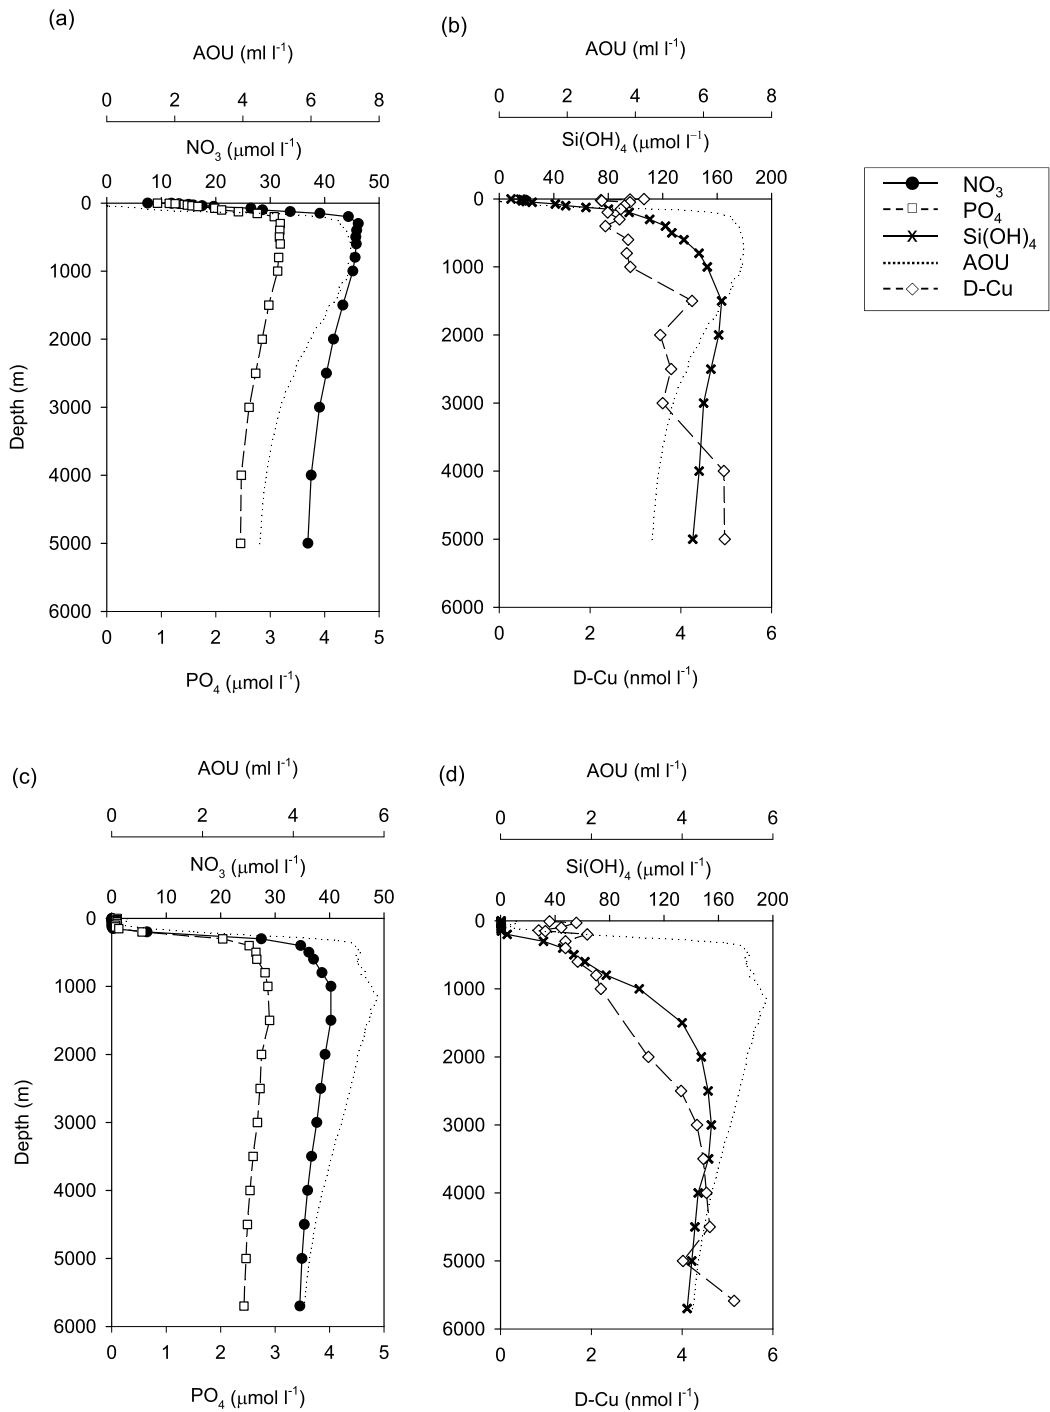 (a)
AOU (ml l⁻¹)
0 2 4 6 8
NO₃ (μmol l⁻¹)
0 10 20 30 40 50
0
1000
2000
3000
4000
5000
6000
Depth (m)
0 1 2 3 4 5
PO₄ (μmol l⁻¹)
(b)
AOU (ml l⁻¹)
0 2 4 6 8
Si(OH)₄ (μmol l⁻¹)
0 40 80 120 160 200
0
1000
2000
3000
4000
5000
6000
0 2 4 6
D-Cu (nmol l⁻¹)
NO₃
PO₄
Si(OH)₄
AOU
D-Cu
(c)
AOU (ml l⁻¹)
0 2 4 6
NO₃ (μmol l⁻¹)
0 10 20 30 40 50
0
1000
2000
3000
4000
5000
6000
Depth (m)
0 1 2 3 4 5
PO₄ (μmol l⁻¹)
(d)
AOU (ml l⁻¹)
0 2 4 6
Si(OH)₄ (μmol l⁻¹)
0 40 80 120 160 200
0
1000
2000
3000
4000
5000
6000
0 2 4 6
D-Cu (nmol l⁻¹)